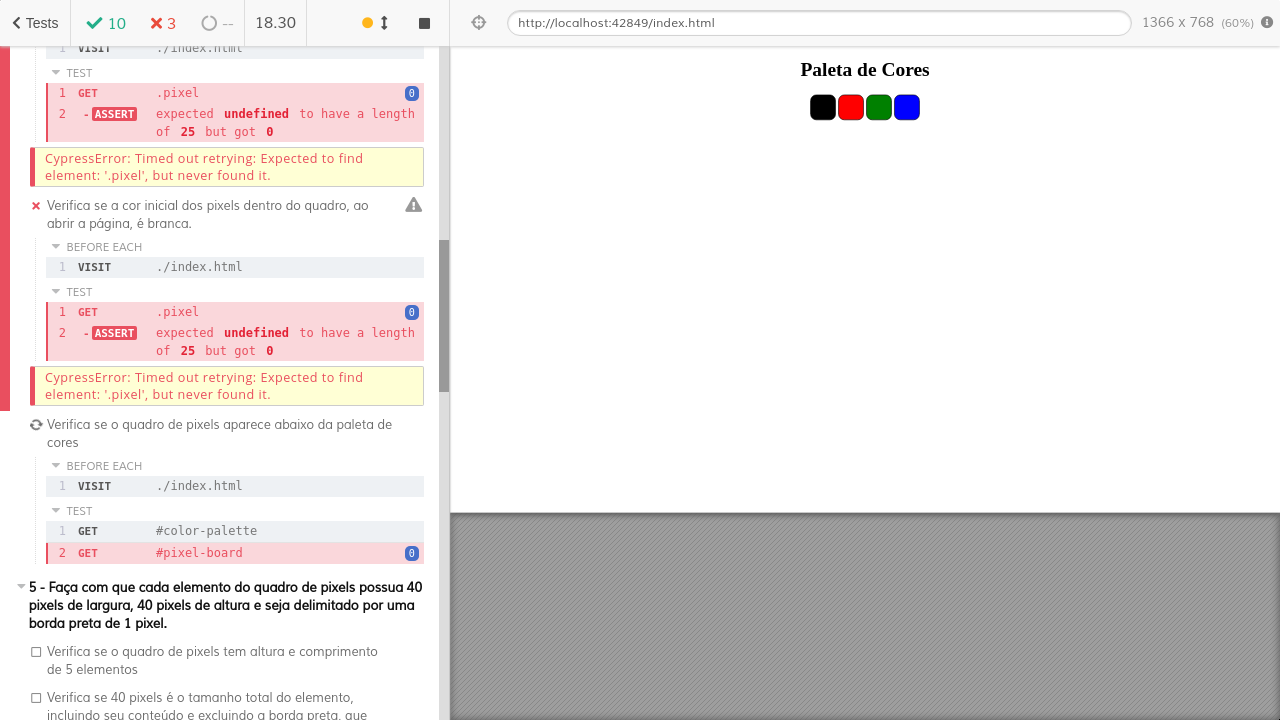 Tests 10 3 -- 18.30 http://localhost:42849/index.html 1366 x 768 (60%)
1 VISIT ./index.html
TEST
1 GET .pixel 0
2 -ASSERT expected undefined to have a length
of 25 but got 0
CypressError: Timed out retrying: Expected to find
element: '.pixel', but never found it.
Verifica se a cor inicial dos pixels dentro do quadro, ao
abrir a página, é branca.
BEFORE EACH
1 VISIT ./index.html
TEST
1 GET .pixel 0
2 -ASSERT expected undefined to have a length
of 25 but got 0
CypressError: Timed out retrying: Expected to find
element: '.pixel', but never found it.
Verifica se o quadro de pixels aparece abaixo da paleta de
cores
BEFORE EACH
1 VISIT ./index.html
TEST
1 GET #color-palette
2 GET #pixel-board 0
5 - Faça com que cada elemento do quadro de pixels possua 40
pixels de largura, 40 pixels de altura e seja delimitado por uma
borda preta de 1 pixel.
Verifica se o quadro de pixels tem altura e comprimento
de 5 elementos
Verifica se 40 pixels é o tamanho total do elemento,
incluindo seu conteúdo e excluindo a borda preta, que
Paleta de Cores